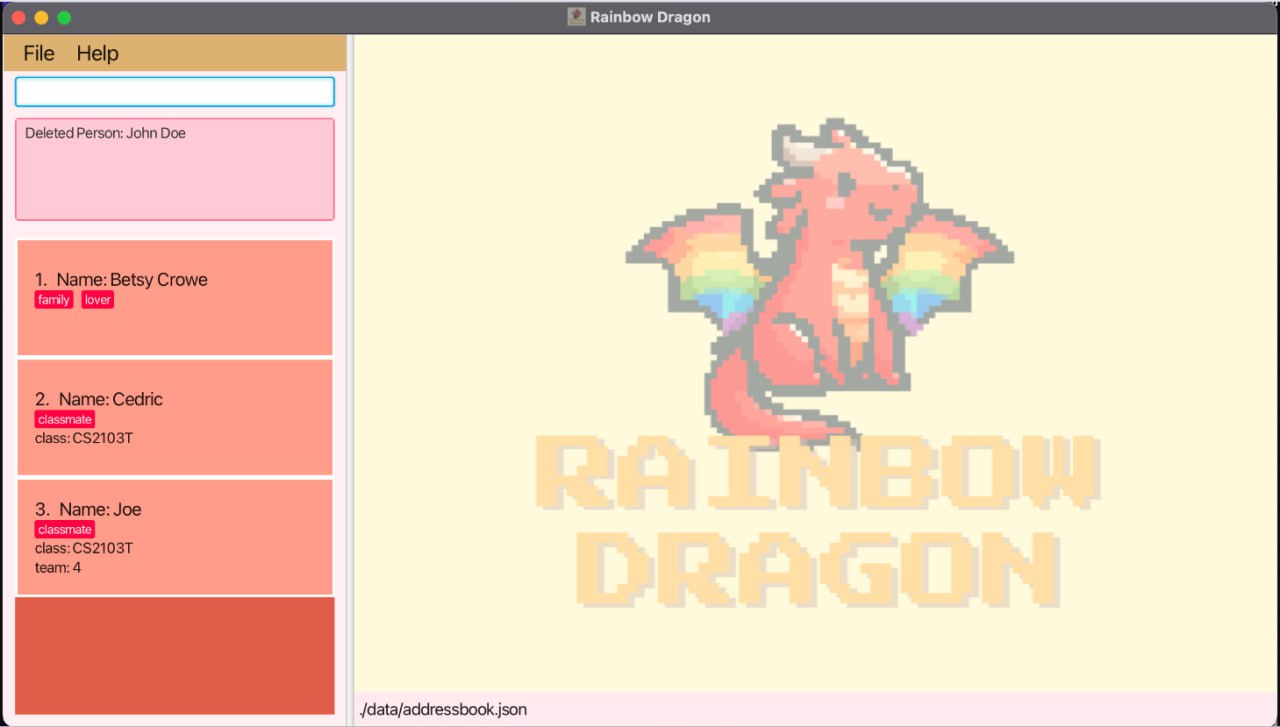 Rainbow Dragon
File Help
Deleted Person: John Doe
1. Name: Betsy Crowe
family lover
2. Name: Cedric
classmate
class: CS2103T
3. Name: Joe
classmate
class: CS2103T
team: 4
RAINBOW
DRAGON
./data/addressbook.json